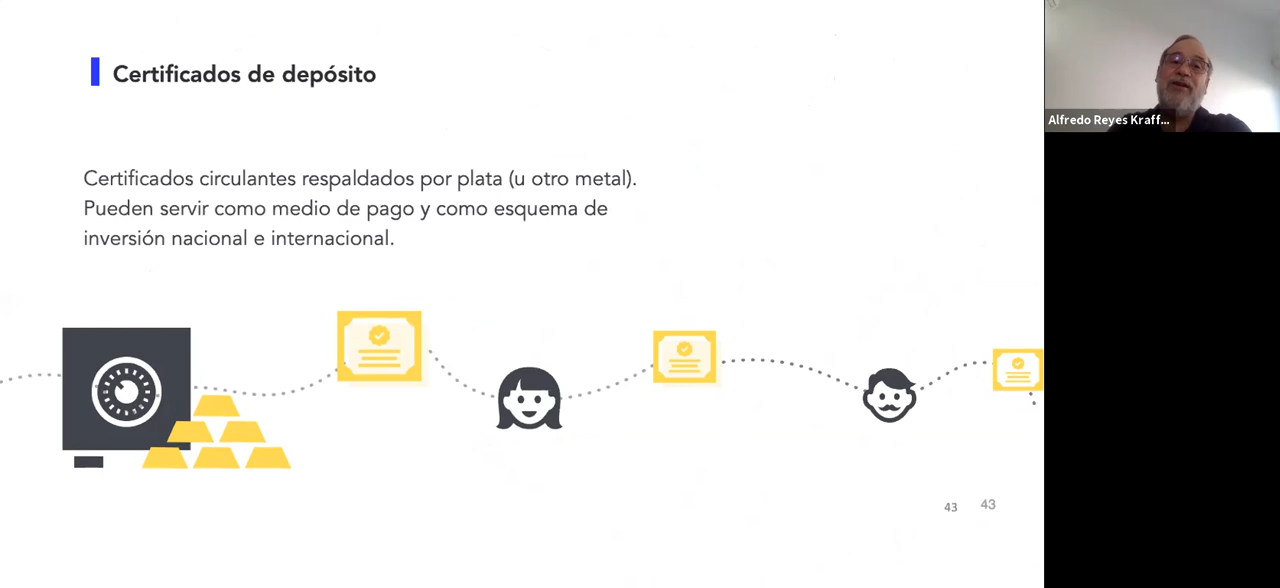 Certificados de depósito
Alfredo Reyes Kraff...
Certificados circulantes respaldados por plata (u otro metal).
Pueden servir como medio de pago y como esquema de
inversión nacional e internacional.
43 43